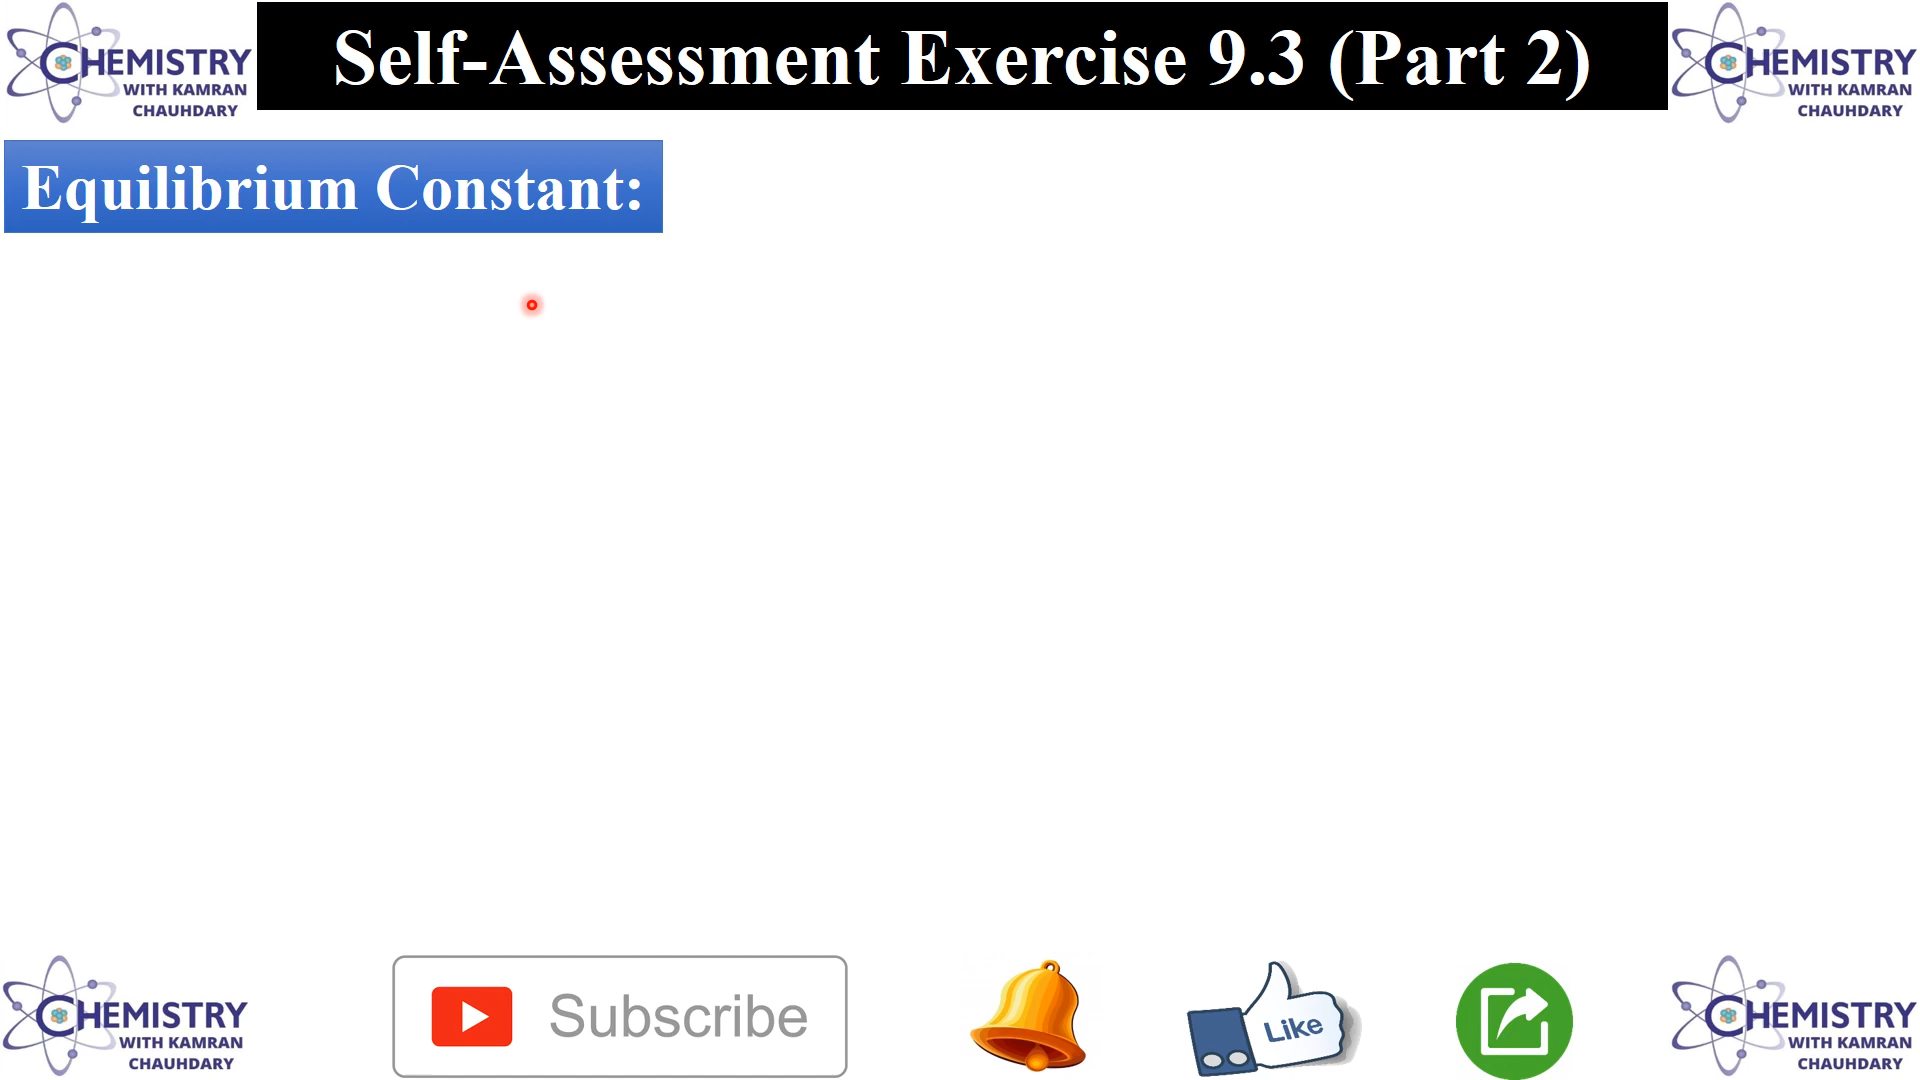 CHEMISTRY
WITH KAMRAN
CHAUHDARY
Self-Assessment Exercise 9.3 (Part 2)
CHEMISTRY
WITH KAMRAN
CHAUHDARY
Equilibrium Constant:
CHEMISTRY
WITH KAMRAN
CHAUHDARY
Subscribe
Like
CHEMISTRY
WITH KAMRAN
CHAUHDARY